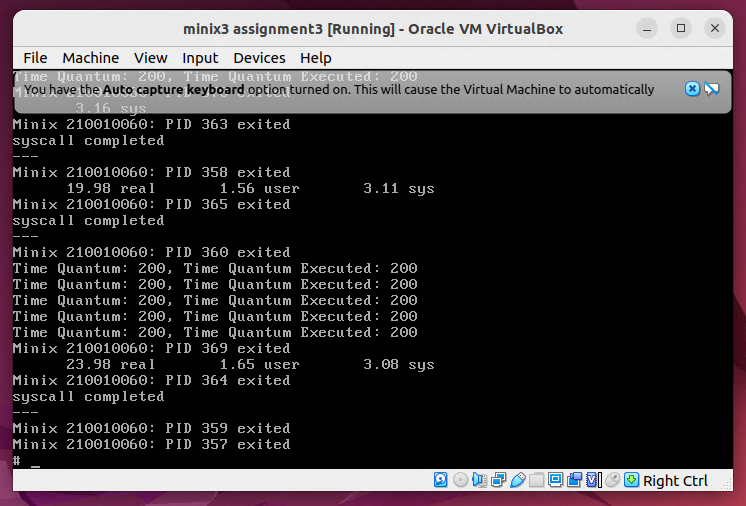 minix3 assignment3 [Running] - Oracle VM VirtualBox
File Machine View Input Devices Help
Time Quantum: 200, Time Quantum Executed: 200
You have the Auto capture keyboard option turned on. This will cause the Virtual Machine to automatically
3.16 sys
Minix 210010060: PID 363 exited
syscall completed
---
Minix 210010060: PID 358 exited
19.98 real 1.56 user 3.11 sys
Minix 210010060: PID 365 exited
syscall completed
---
Minix 210010060: PID 360 exited
Time Quantum: 200, Time Quantum Executed: 200
Time Quantum: 200, Time Quantum Executed: 200
Time Quantum: 200, Time Quantum Executed: 200
Time Quantum: 200, Time Quantum Executed: 200
Time Quantum: 200, Time Quantum Executed: 200
Minix 210010060: PID 369 exited
23.98 real 1.65 user 3.08 sys
Minix 210010060: PID 364 exited
syscall completed
---
Minix 210010060: PID 359 exited
Minix 210010060: PID 357 exited
# _
Right Ctrl